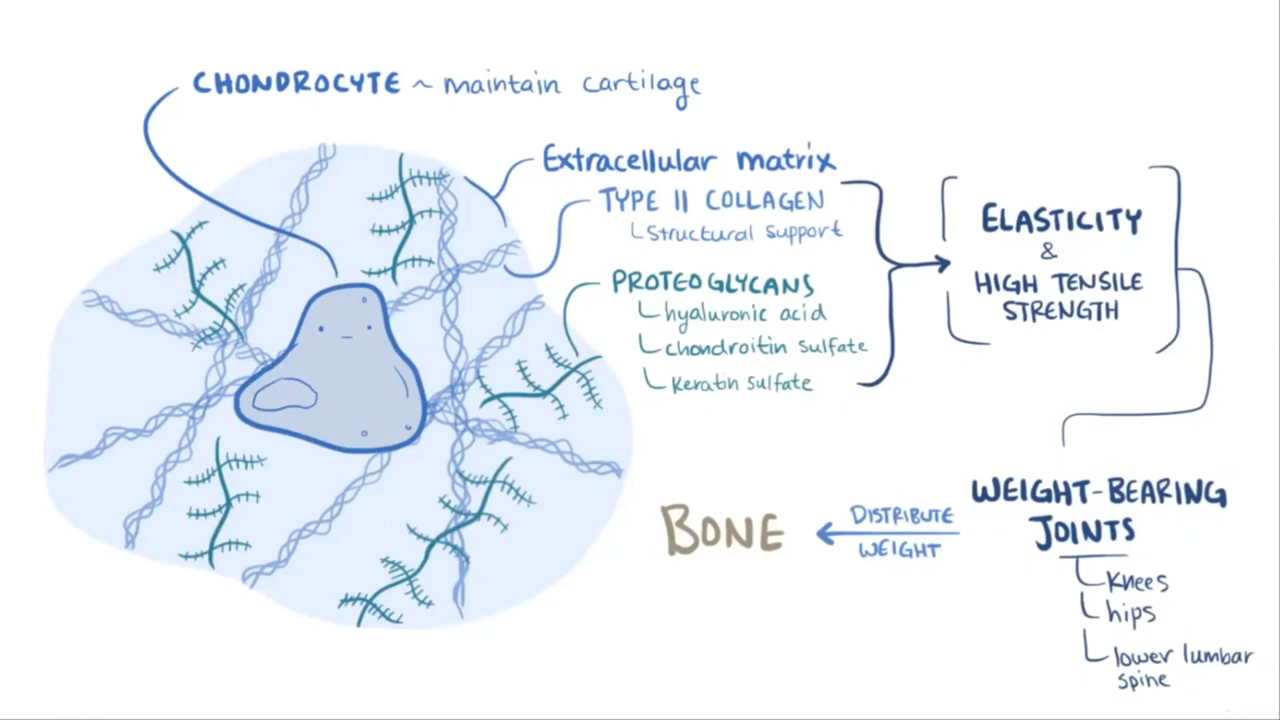 CHONDROCYTE ~ maintain cartilage
Extracellular matrix
TYPE II COLLAGEN
Structural support
PROTEOGLYCANS
hyaluronic acid
chondroitin sulfate
Keratin sulfate
ELASTICITY
&
HIGH TENSILE
STRENGTH
WEIGHT-BEARING
JOINTS
Knees
hips
lower lumbar
spine
DISTRIBUTE
WEIGHT
BONE